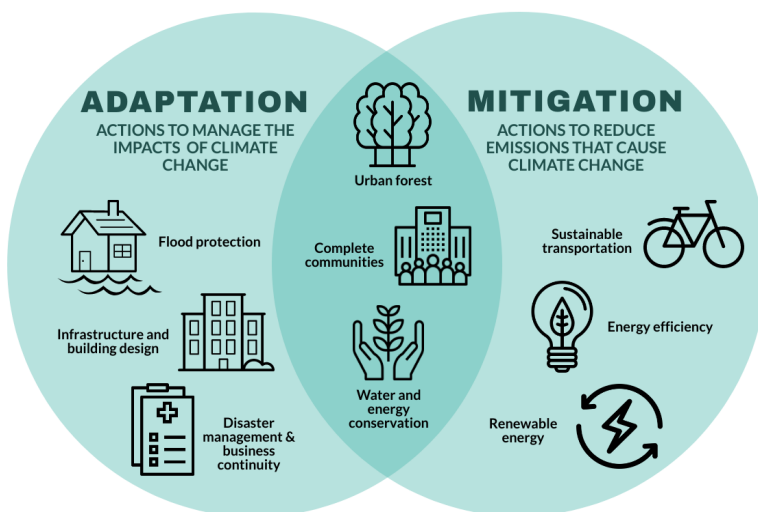 ADAPTATION
ACTIONS TO MANAGE THE
IMPACTS OF CLIMATE
CHANGE
Flood protection
Infrastructure and
building design
Disaster
management &
business
continuity
Urban forest
Complete
communities
Water and
energy
conservation
MITIGATION
ACTIONS TO REDUCE
EMISSIONS THAT CAUSE
CLIMATE CHANGE
Sustainable
transportation
Energy efficiency
Renewable
energy